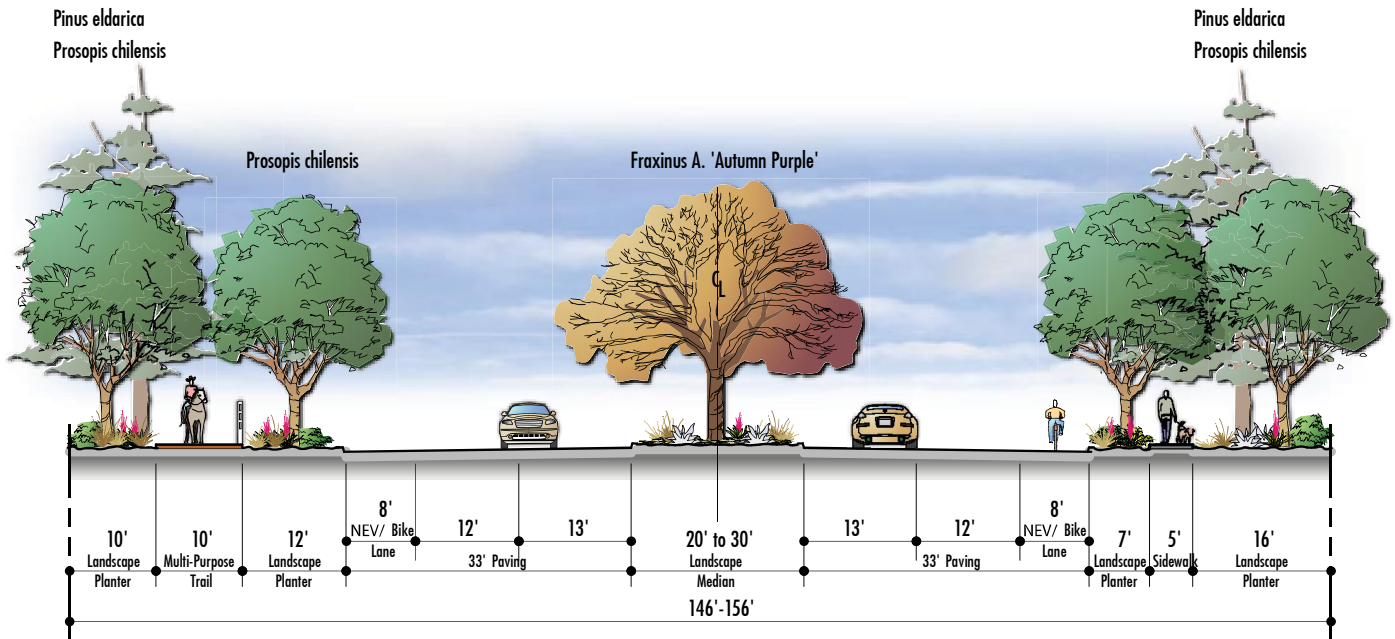 Pinus eldarica
Prosopis chilensis
Pinus eldarica
Prosopis chilensis
Prosopis chilensis
Fraxinus A. 'Autumn Purple'
CL
10'
Landscape
Planter
10'
Multi-Purpose
Trail
12'
Landscape
Planter
8'
NEV/ Bike
Lane
12'
13'
33' Paving
20' to 30'
Landscape
Median
13'
12'
33' Paving
8'
NEV/ Bike
Lane
7'
Landscape
Planter
5'
Sidewalk
16'
Landscape
Planter
146'-156'